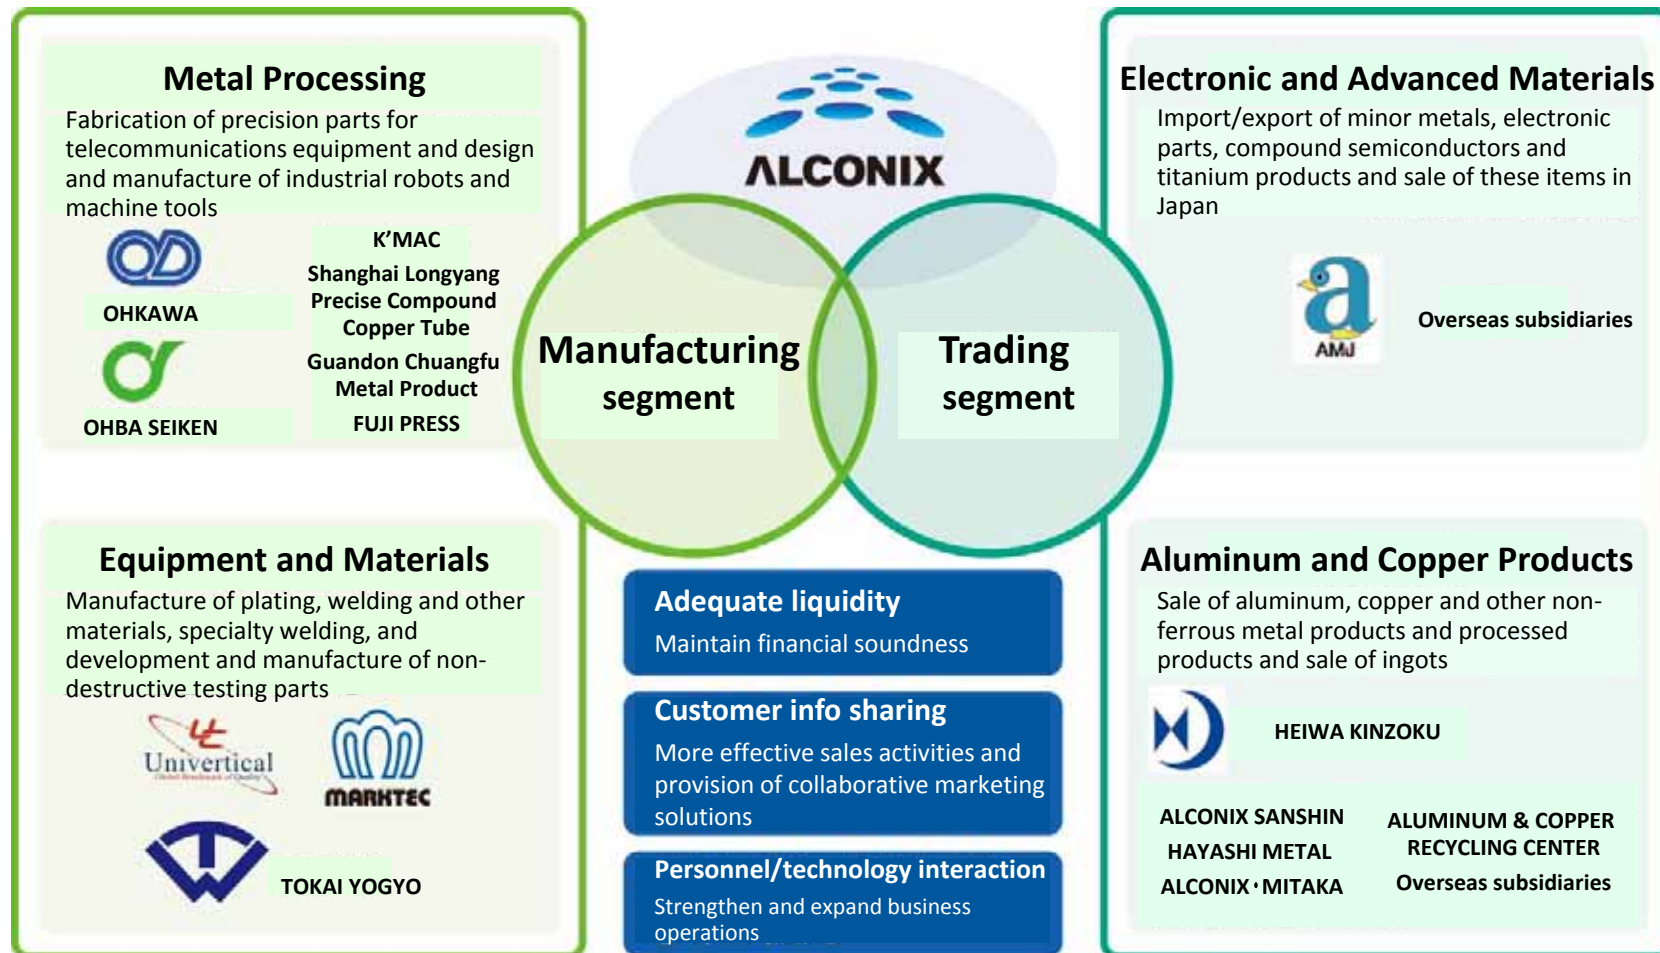 Metal Processing
Fabrication of precision parts for
telecommunications equipment and design
and manufacture of industrial robots and
machine tools
OHKAWA
OHBA SEIKEN
K’MAC
Shanghai Longyang
Precise Compound
Copper Tube
Guandon Chuangfu
Metal Product
FUJI PRESS
Equipment and Materials
Manufacture of plating, welding and other
materials, specialty welding, and
development and manufacture of non-
destructive testing parts
Univertical
MARKTEC
TOKAI YOGYO
ALCONIX
Manufacturing
segment
Trading
segment
Adequate liquidity
Maintain financial soundness
Customer info sharing
More effective sales activities and
provision of collaborative marketing
solutions
Personnel/technology interaction
Strengthen and expand business
operations
Electronic and Advanced Materials
Import/export of minor metals, electronic
parts, compound semiconductors and
titanium products and sale of these items in
Japan
a
AMJ
Overseas subsidiaries
Aluminum and Copper Products
Sale of aluminum, copper and other non-
ferrous metal products and processed
products and sale of ingots
HEIWA KINZOKU
ALCONIX SANSHIN
HAYASHI METAL
ALCONIX・MITAKA
ALUMINUM & COPPER
RECYCLING CENTER
Overseas subsidiaries